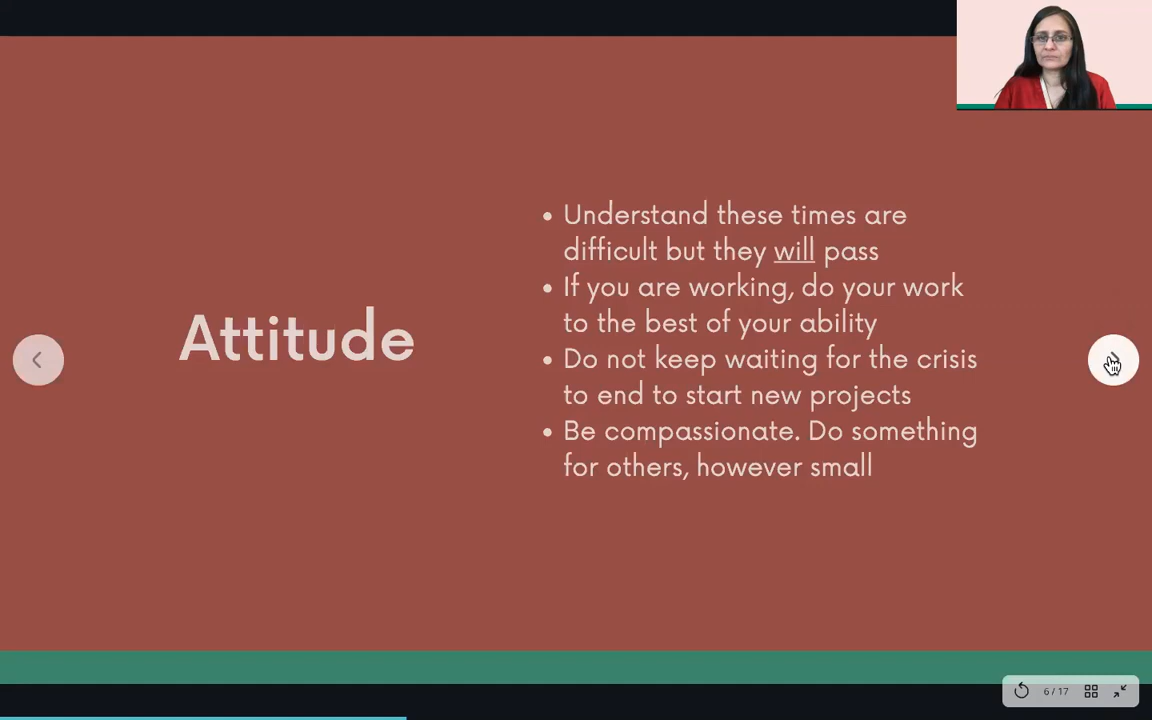 Attitude
• Understand these times are
difficult but they will pass
• If you are working, do your work
to the best of your ability
• Do not keep waiting for the crisis
to end to start new projects
• Be compassionate. Do something
for others, however small
6 / 17